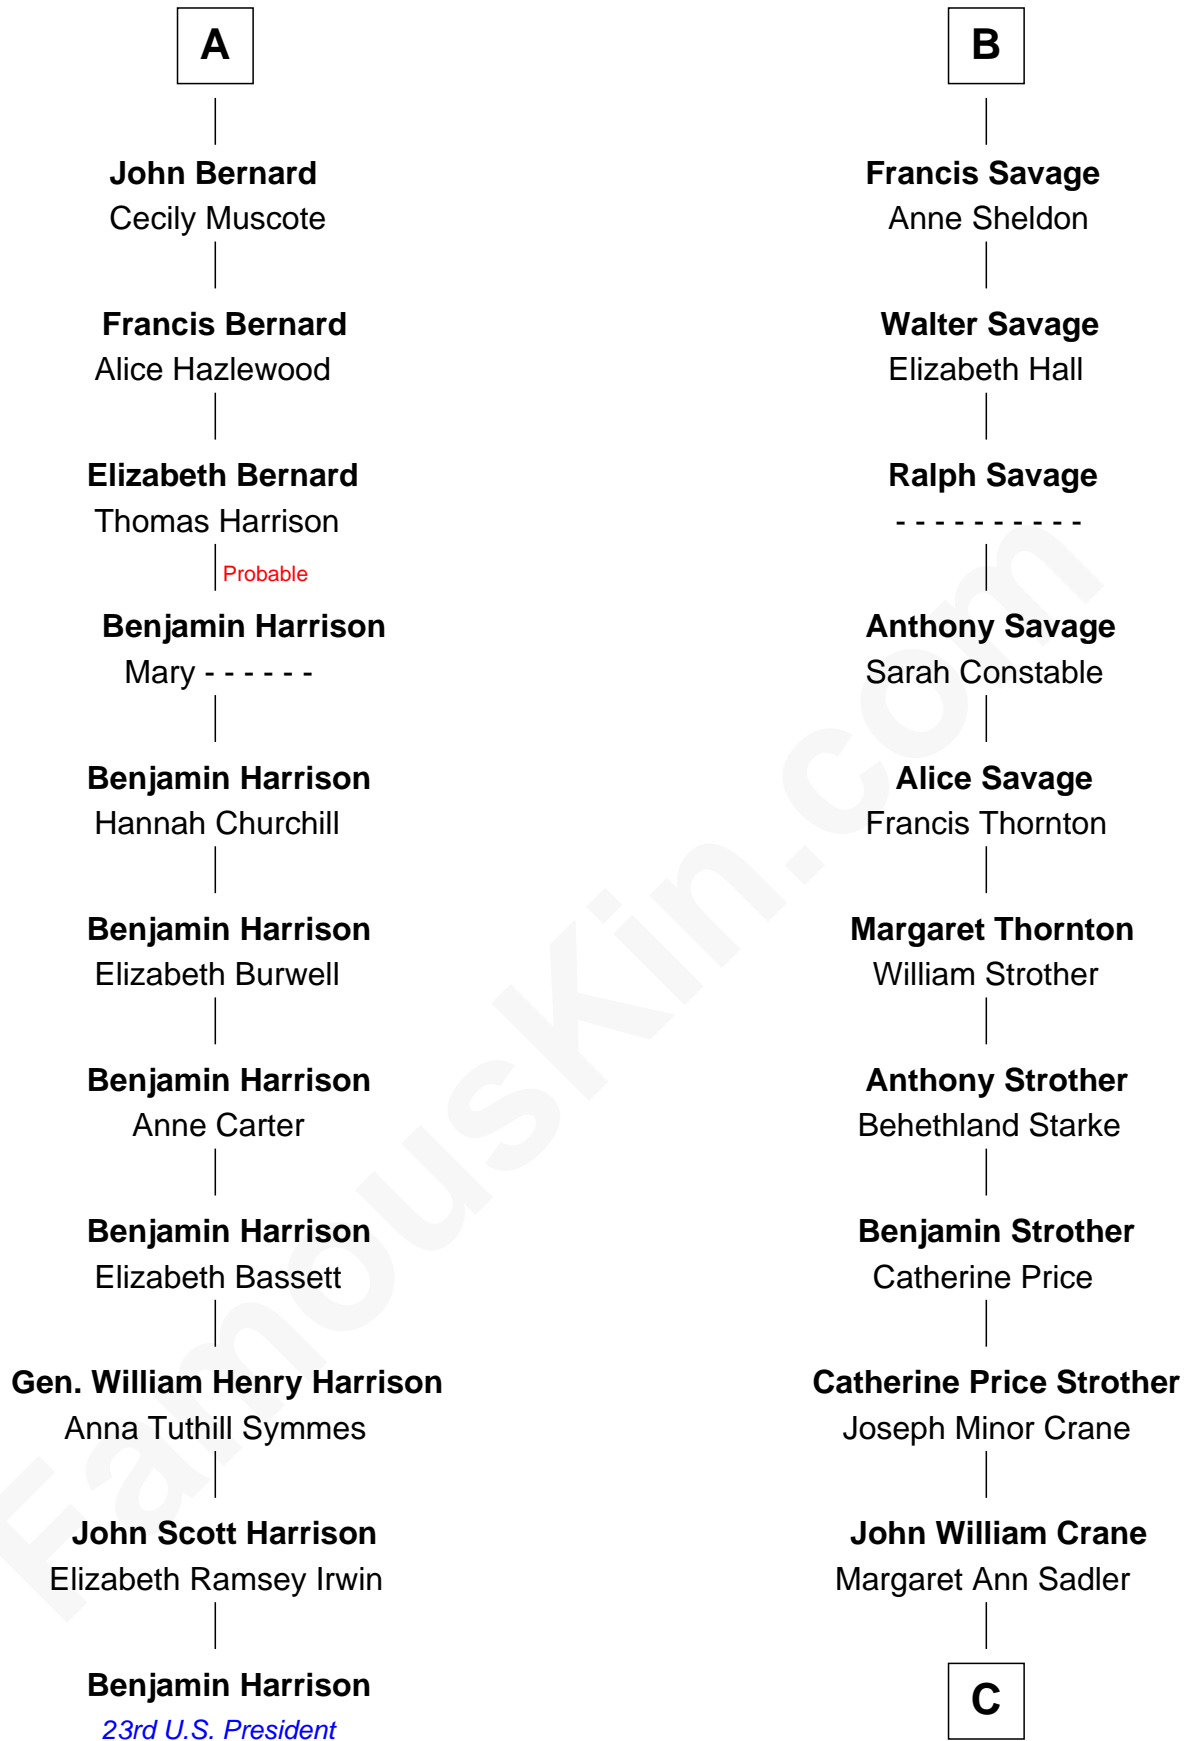 A
John Bernard
Cecily Muscote
Francis Bernard
Alice Hazlewood
Elizabeth Bernard
Thomas Harrison
Probable
Benjamin Harrison
Mary - - - - - -
Benjamin Harrison
Hannah Churchill
Benjamin Harrison
Elizabeth Burwell
Benjamin Harrison
Anne Carter
Benjamin Harrison
Elizabeth Bassett
Gen. William Henry Harrison
Anna Tuthill Symmes
John Scott Harrison
Elizabeth Ramsey Irwin
Benjamin Harrison
23rd U.S. President
B
Francis Savage
Anne Sheldon
Walter Savage
Elizabeth Hall
Ralph Savage
- - - - - - - - - -
Anthony Savage
Sarah Constable
Alice Savage
Francis Thornton
Margaret Thornton
William Strother
Anthony Strother
Behethland Starke
Benjamin Strother
Catherine Price
Catherine Price Strother
Joseph Minor Crane
John William Crane
Margaret Ann Sadler
C
FamousKin.com